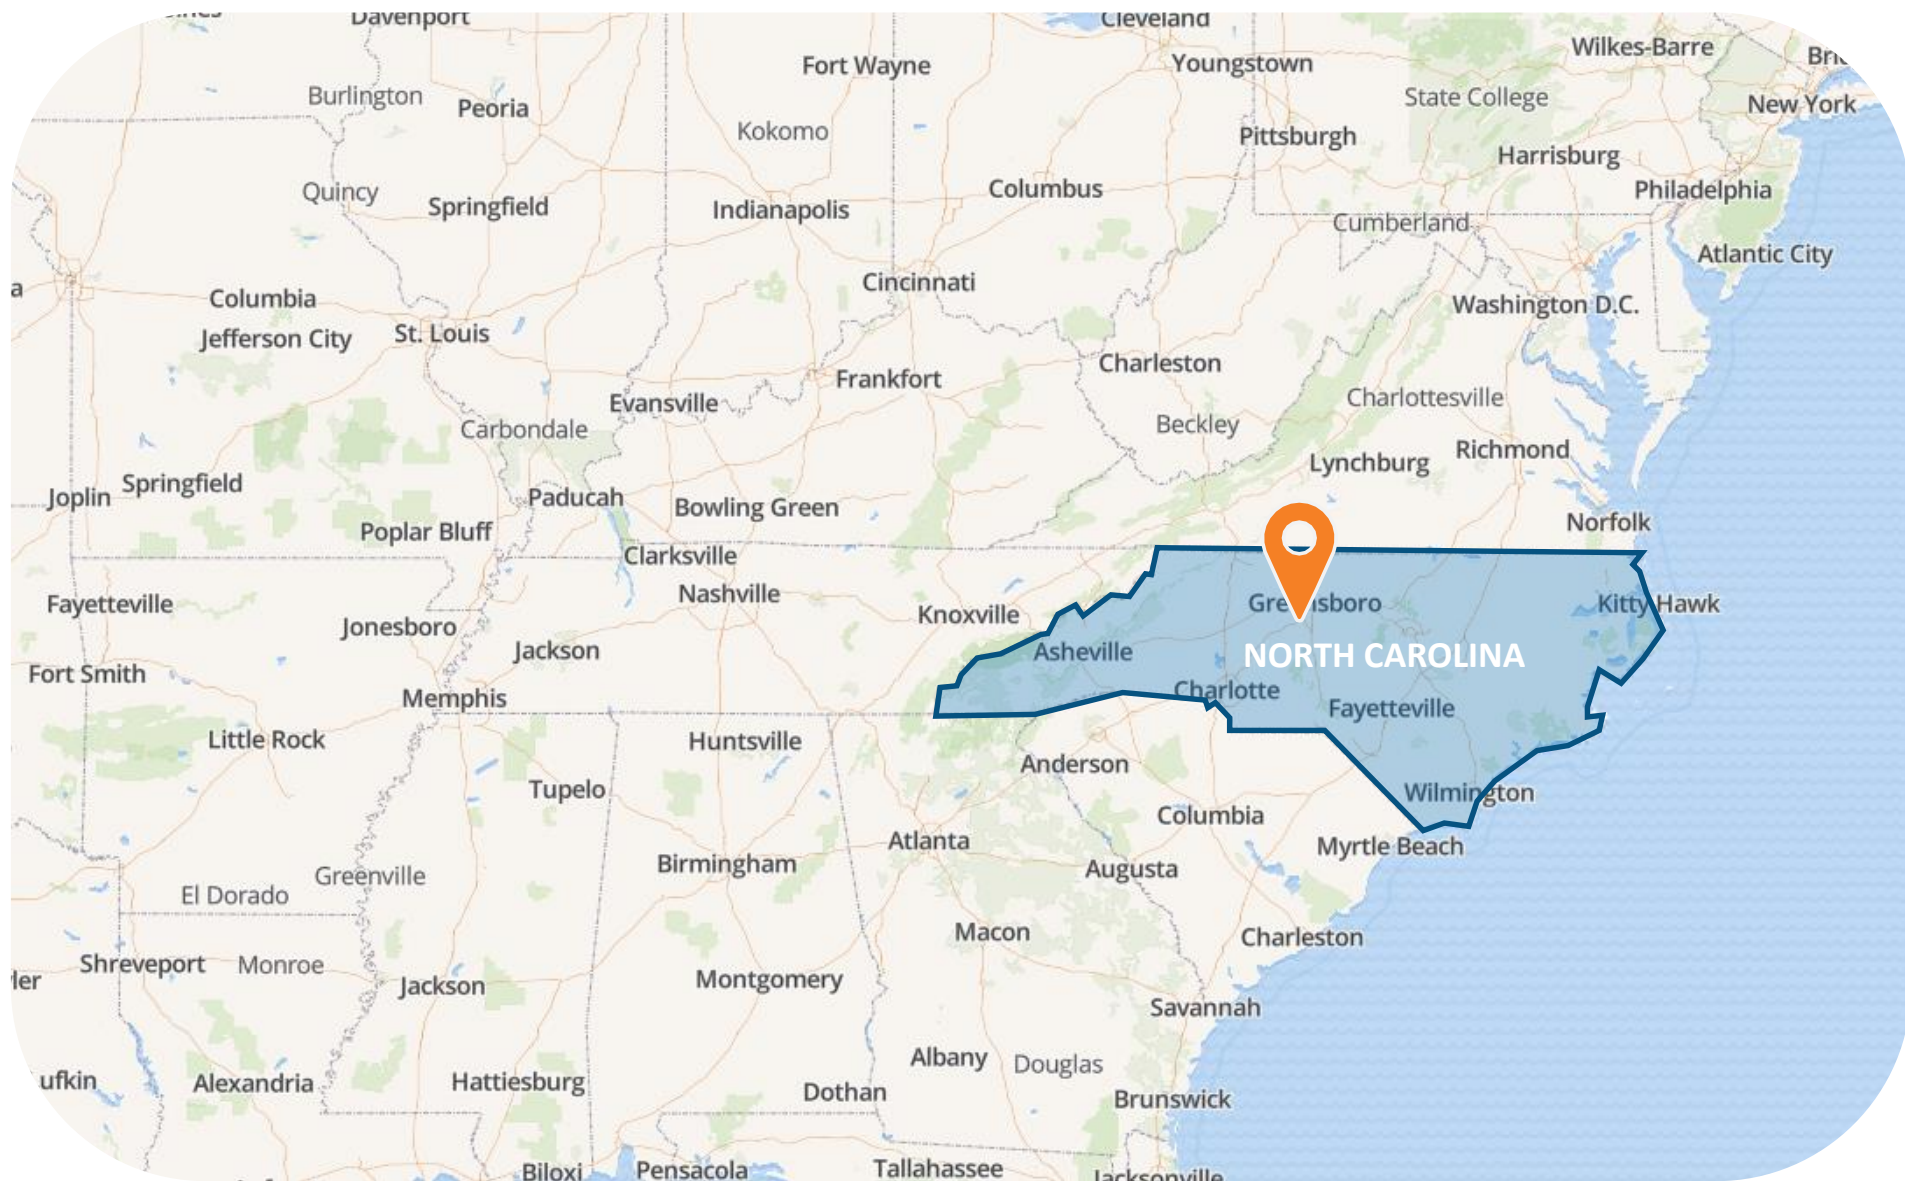 Davenport
Cleveland
Wilkes-Barre
Fort Wayne
Youngstown
Burlington
Peoria
State College
New York
Kokomo
Pittsburgh
Harrisburg
Quincy
Springfield
Indianapolis
Columbus
Philadelphia
Cumberland
Atlantic City
Cincinnati
Columbia
Jefferson City
St. Louis
Washington D.C.
Charleston
Frankfort
Evansville
Charlottesville
Carbondale
Beckley
Richmond
Lynchburg
Joplin
Springfield
Paducah
Bowling Green
Poplar Bluff
Norfolk
Clarksville
Nashville
Fayetteville
Jonesboro
Knoxville
Greensboro
Kitty Hawk
Jackson
Asheville
NORTH CAROLINA
Fort Smith
Memphis
Charlotte
Fayetteville
Little Rock
Huntsville
Anderson
Tupelo
Wilmington
Columbia
Atlanta
Myrtle Beach
Birmingham
Augusta
Greenville
El Dorado
Macon
Charleston
Shreveport
Monroe
Jackson
Montgomery
Savannah
Albany
Douglas
ufkin
Alexandria
Hattiesburg
Dothan
Brunswick
Biloxi
Pensacola
Tallahassee
Jacksonville